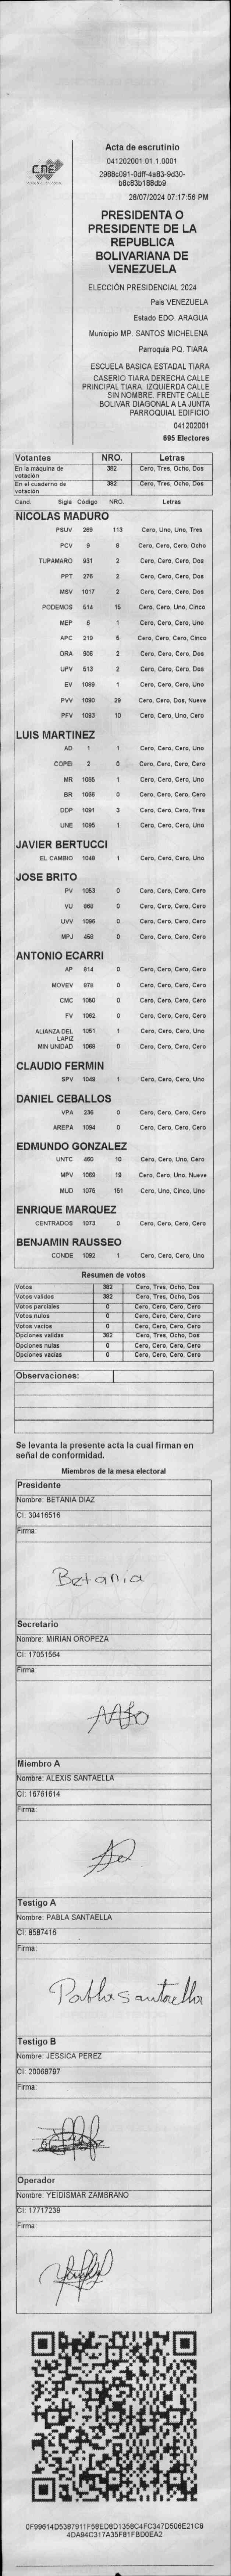 CNE
Acta de escrutinio
041202001.01.1.0001
2988c091-0dff-4a83-9d30-
b8c83b188db9
28/07/2024 07:17:56 PM
PRESIDENTA O
PRESIDENTE DE LA
REPUBLICA
BOLIVARIANA DE
VENEZUELA
ELECCIÓN PRESIDENCIAL 2024
Pais VENEZUELA
Estado EDO. ARAGUA
Municipio MP. SANTOS MICHELENA
Parroquia PQ. TIARA
ESCUELA BASICA ESTADAL TIARA
CASERIO TIARA DERECHA CALLE
PRINCIPAL TIARA. IZQUIERDA CALLE
SIN NOMBRE. FRENTE CALLE
BOLIVAR DIAGONAL A LA JUNTA
PARROQUIAL EDIFICIO
041202001
695 Electores
Votantes NRO. Letras
En la máquina de votación 382 Cero, Tres, Ocho, Dos
En el cuaderno de votación 382 Cero, Tres, Ocho, Dos
Cand. Sigla Código NRO. Letras
NICOLAS MADURO
PSUV 269 113 Cero, Uno, Uno, Tres
PCV 9 8 Cero, Cero, Cero, Ocho
TUPAMARO 931 2 Cero, Cero, Cero, Dos
PPT 276 2 Cero, Cero, Cero, Dos
MSV 1017 2 Cero, Cero, Cero, Dos
PODEMOS 514 15 Cero, Cero, Uno, Cinco
MEP 5 1 Cero, Cero, Cero, Uno
APC 219 5 Cero, Cero, Cero, Cinco
ORA 906 2 Cero, Cero, Cero, Dos
UPV 513 2 Cero, Cero, Cero, Dos
EV 1089 1 Cero, Cero, Cero, Uno
PVV 1090 29 Cero, Cero, Dos, Nueve
PFV 1093 10 Cero, Cero, Uno, Cero
LUIS MARTINEZ
AD 1 1 Cero, Cero, Cero, Uno
COPEI 2 0 Cero, Cero, Cero, Cero
MR 1065 1 Cero, Cero, Cero, Uno
BR 1066 0 Cero, Cero, Cero, Cero
DDP 1091 3 Cero, Cero, Cero, Tres
UNE 1095 1 Cero, Cero, Cero, Uno
JAVIER BERTUCCI
EL CAMBIO 1046 1 Cero, Cero, Cero, Uno
JOSE BRITO
PV 1053 0 Cero, Cero, Cero, Cero
VU 868 0 Cero, Cero, Cero, Cero
UVV 1096 0 Cero, Cero, Cero, Cero
MPJ 458 0 Cero, Cero, Cero, Cero
ANTONIO ECARRI
AP 814 0 Cero, Cero, Cero, Cero
MOVEV 878 0 Cero, Cero, Cero, Cero
CMC 1050 0 Cero, Cero, Cero, Cero
FV 1062 0 Cero, Cero, Cero, Cero
ALIANZA DEL LAPIZ 1051 1 Cero, Cero, Cero, Uno
MIN UNIDAD 1068 0 Cero, Cero, Cero, Cero
CLAUDIO FERMIN
SPV 1049 1 Cero, Cero, Cero, Uno
DANIEL CEBALLOS
VPA 236 0 Cero, Cero, Cero, Cero
AREPA 1094 0 Cero, Cero, Cero, Cero
EDMUNDO GONZALEZ
UNTC 460 10 Cero, Cero, Uno, Cero
MPV 1059 19 Cero, Cero, Uno, Nueve
MUD 1075 151 Cero, Uno, Cinco, Uno
ENRIQUE MARQUEZ
CENTRADOS 1073 0 Cero, Cero, Cero, Cero
BENJAMIN RAUSSEO
CONDE 1092 1 Cero, Cero, Cero, Uno
Resumen de votos
Votos 382 Cero, Tres, Ocho, Dos
Votos validos 382 Cero, Tres, Ocho, Dos
Votos parciales 0 Cero, Cero, Cero, Cero
Votos nulos 0 Cero, Cero, Cero, Cero
Votos vacios 0 Cero, Cero, Cero, Cero
Opciones validas 382 Cero, Tres, Ocho, Dos
Opciones nulas 0 Cero, Cero, Cero, Cero
Opciones vacias 0 Cero, Cero, Cero, Cero
Observaciones:
Se levanta la presente acta la cual firman en
señal de conformidad.
Miembros de la mesa electoral
Presidente
Nombre: BETANIA DIAZ
CI: 30416516
Firma:
Betania
Secretario
Nombre: MIRIAN OROPEZA
CI: 17051564
Firma:
Miembro A
Nombre: ALEXIS SANTAELLA
CI: 16761614
Firma:
Testigo A
Nombre: PABLA SANTAELLA
CI: 8587416
Firma:
Pabla Santaella
Testigo B
Nombre: JESSICA PEREZ
CI: 20068797
Firma:
Operador
Nombre: YEIDISMAR ZAMBRANO
CI: 17717239
Firma:
0F99614D5387911F58ED8D1358C4FC347D506E21C8
4DA94C317A35F81FBD0EA2